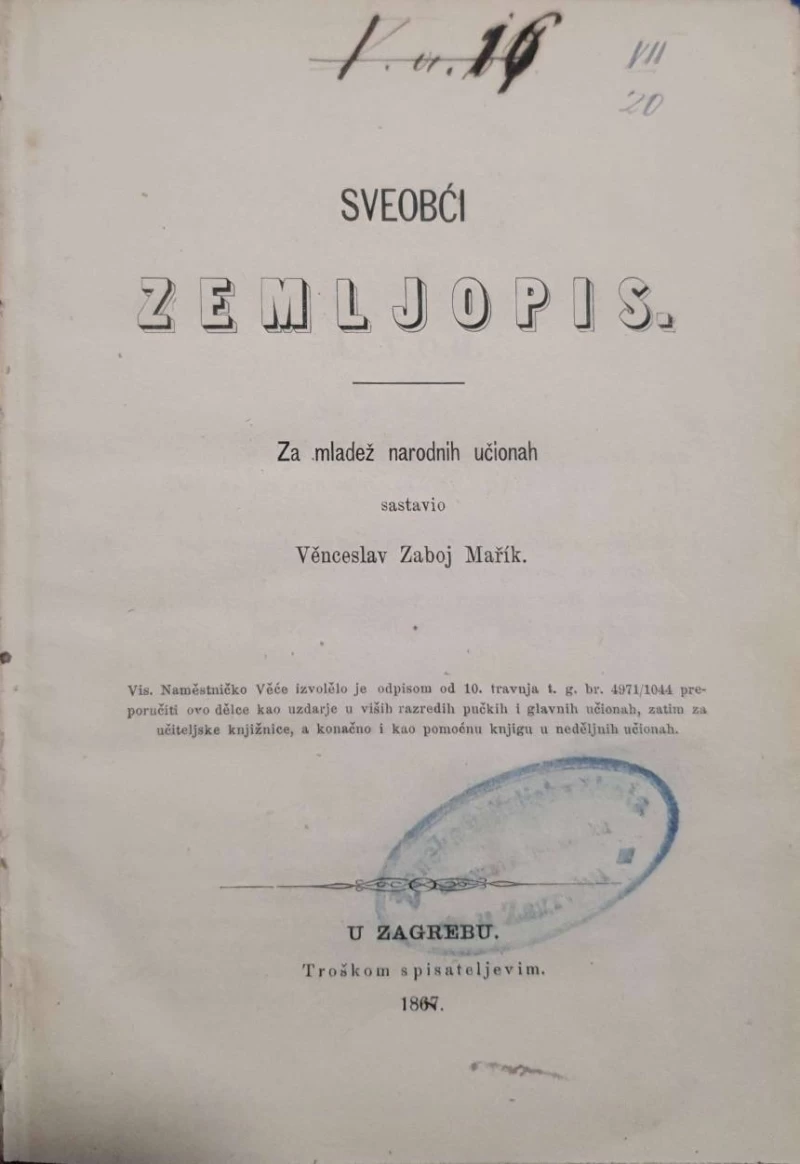 VII
20
SVEOBĆI
ZEMLJOPIS.
Za mladež narodnih učionah
sastavio
Věnceslav Zaboj Mařík.
Vis. Naměstničko Věće izvolělo je odpisom od 10. travnja t. g. br. 4971/1044 pre-
poručiti ovo dělce kao uzdarje u viših razredih pučkih i glavnih učionah, zatim za
učiteljske knjižnice, a konačno i kao pomoćnu knjigu u neděljnih učionah.
U ZAGREBU.
Troškom spisateljevim.
1867.